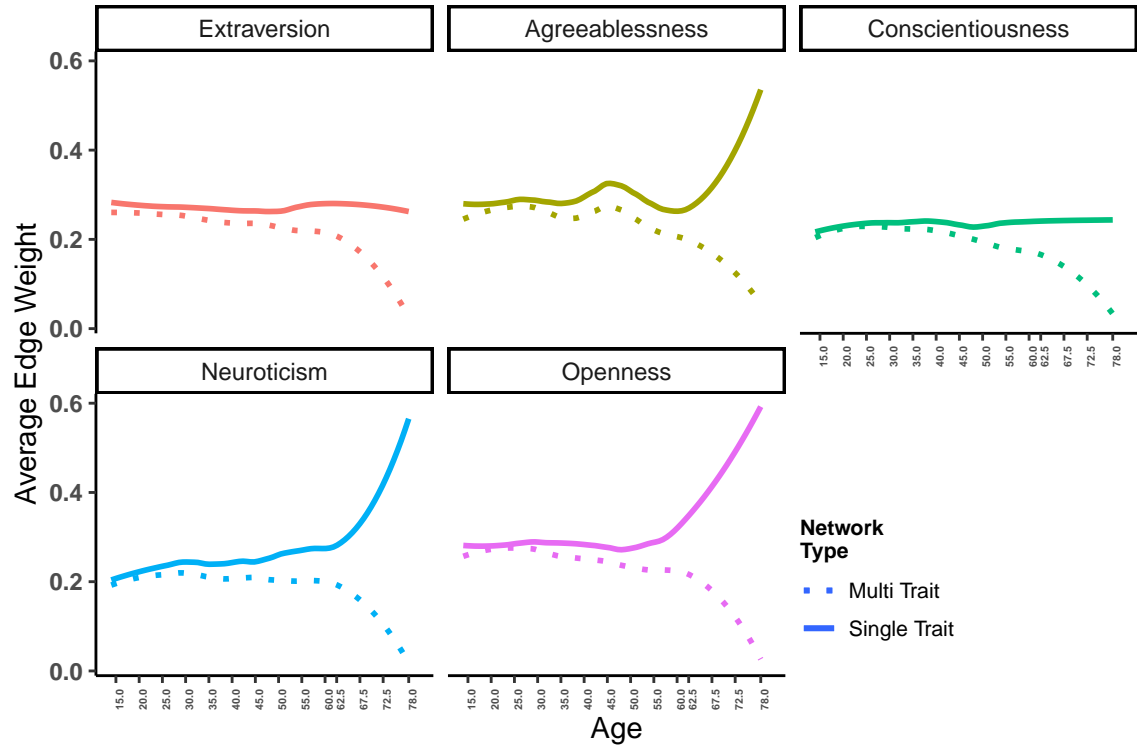 Extraversion
Agreeablessness
Conscientiousness
Average Edge Weight
0.6
0.4
0.2
0.0
15.0 20.0 25.0 30.0 35.0 40.0 45.0 50.0 55.0 62.5 67.5 72.5 78.0
Neuroticism
Openness
0.6
0.4
0.2
0.0
15.0 20.0 25.0 30.0 35.0 40.0 45.0 50.0 55.0 60.0 62.5 67.5 72.5 78.0
15.0 20.0 25.0 30.0 35.0 40.0 45.0 50.0 55.0 60.0 62.5 67.5 72.5 78.0
Age
Network
Type
Multi Trait
Single Trait